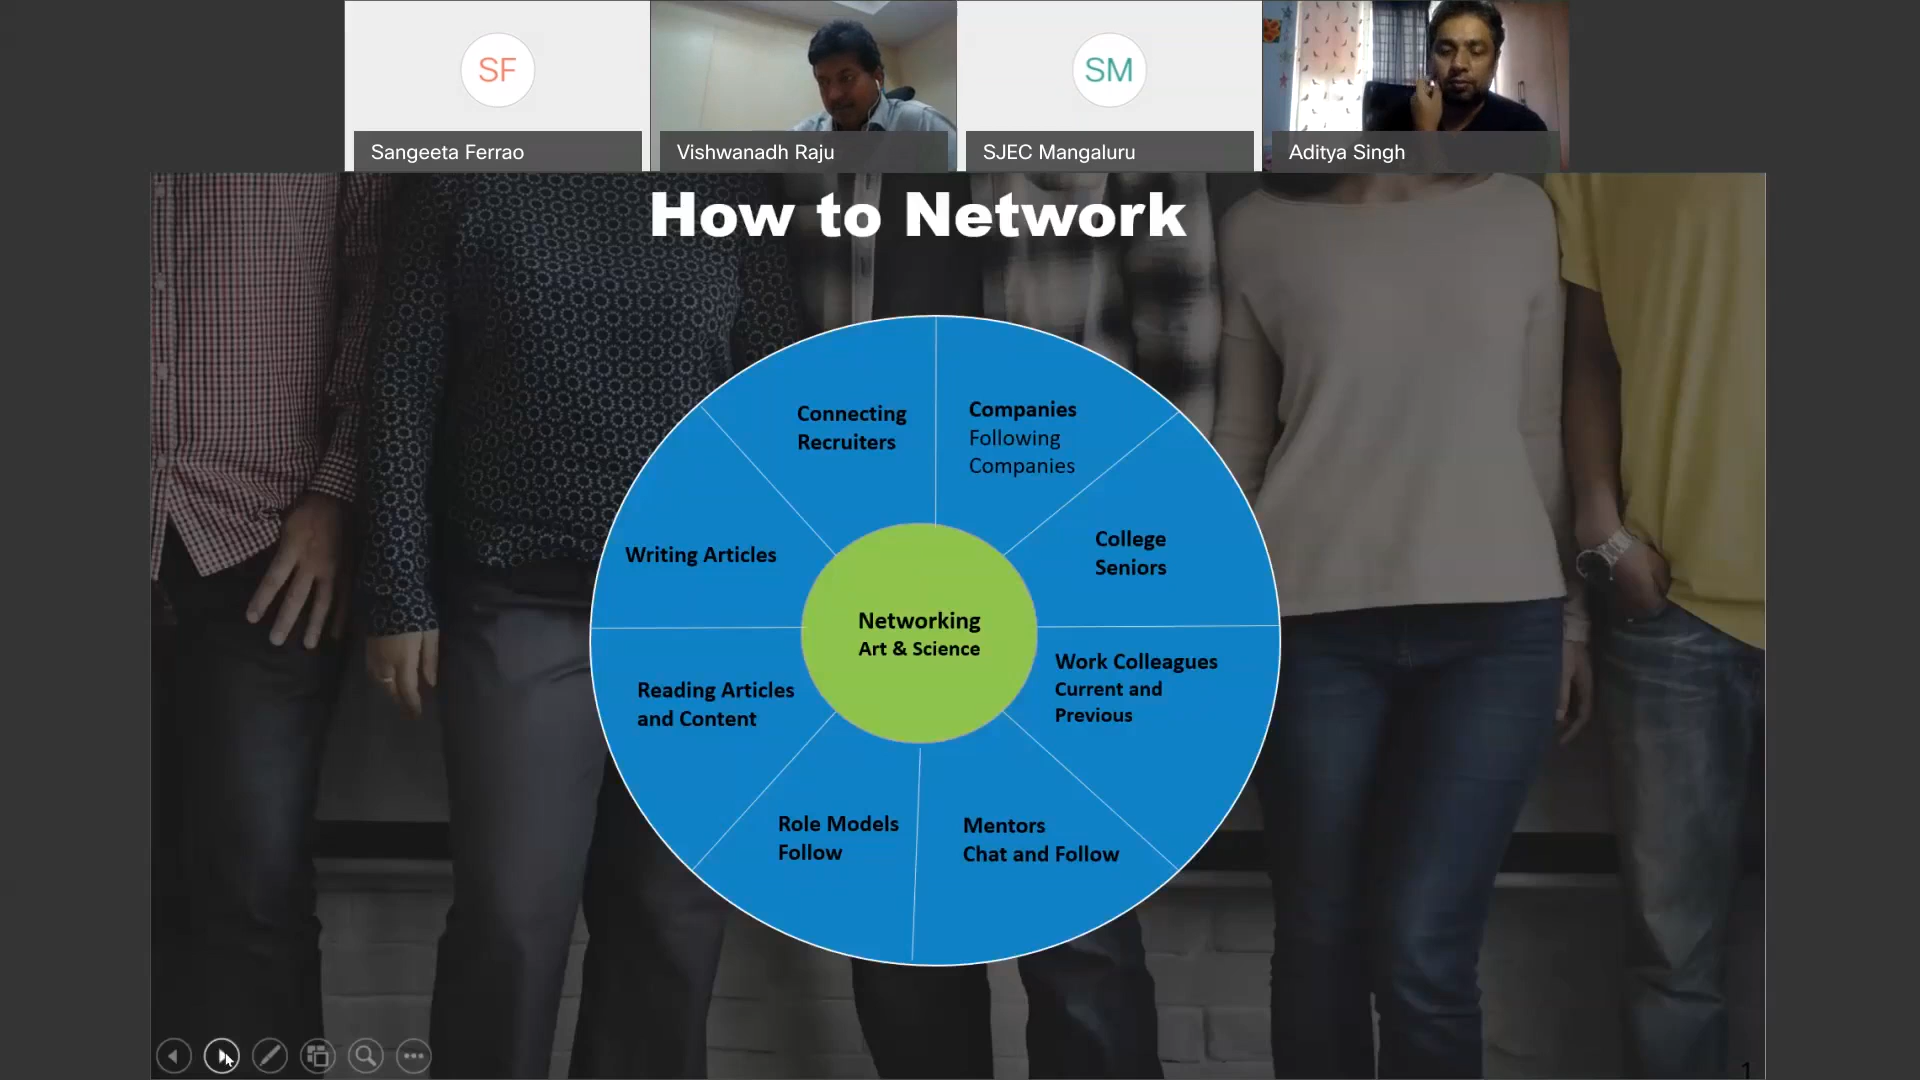 SF
Sangeeta Ferrao
Vishwanadh Raju
SM
SJEC Mangaluru
Aditya Singh
How to Network
Connecting
Recruiters
Companies
Following
Companies
College
Seniors
Work Colleagues
Current and
Previous
Mentors
Chat and Follow
Role Models
Follow
Reading Articles
and Content
Writing Articles
Networking
Art & Science
1